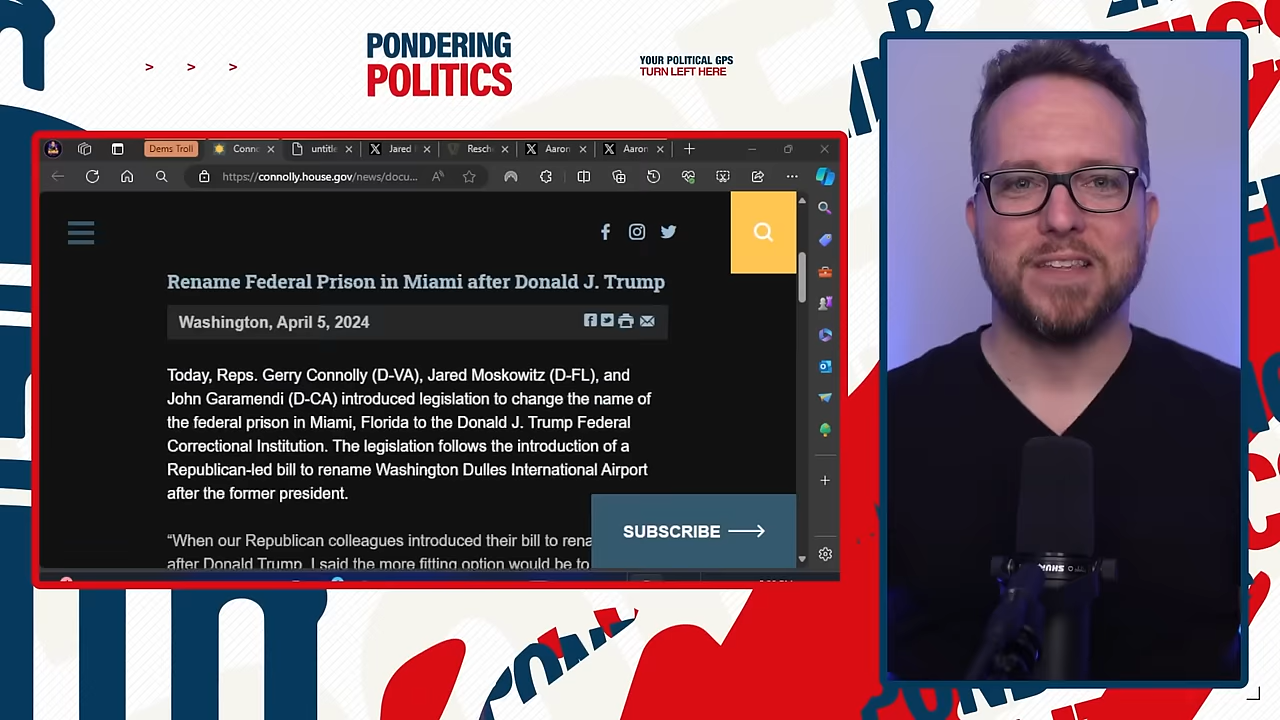 PONDERING
POLITICS
YOUR POLITICAL GPS
TURN LEFT HERE
> > >
Dems Troll
Conno
untitle
Jared
Resch
Aaron
Aaron
https://connolly.house.gov/news/docu...
Rename Federal Prison in Miami after Donald J. Trump
Washington, April 5, 2024
Today, Reps. Gerry Connolly (D-VA), Jared Moskowitz (D-FL), and
John Garamendi (D-CA) introduced legislation to change the name of
the federal prison in Miami, Florida to the Donald J. Trump Federal
Correctional Institution. The legislation follows the introduction of a
Republican-led bill to rename Washington Dulles International Airport
after the former president.
“When our Republican colleagues introduced their bill to rena
after Donald Trump, I said the more fitting option would be to
SUBSCRIBE
SHURE